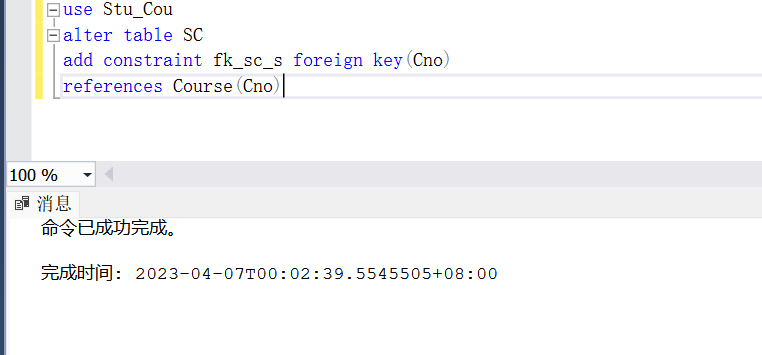 use Stu_Cou
alter table SC
add constraint fk_sc_s foreign key(Cno)
references Course(Cno)
100 %
消息
命令已成功完成。
完成时间: 2023-04-07T00:02:39.5545505+08:00